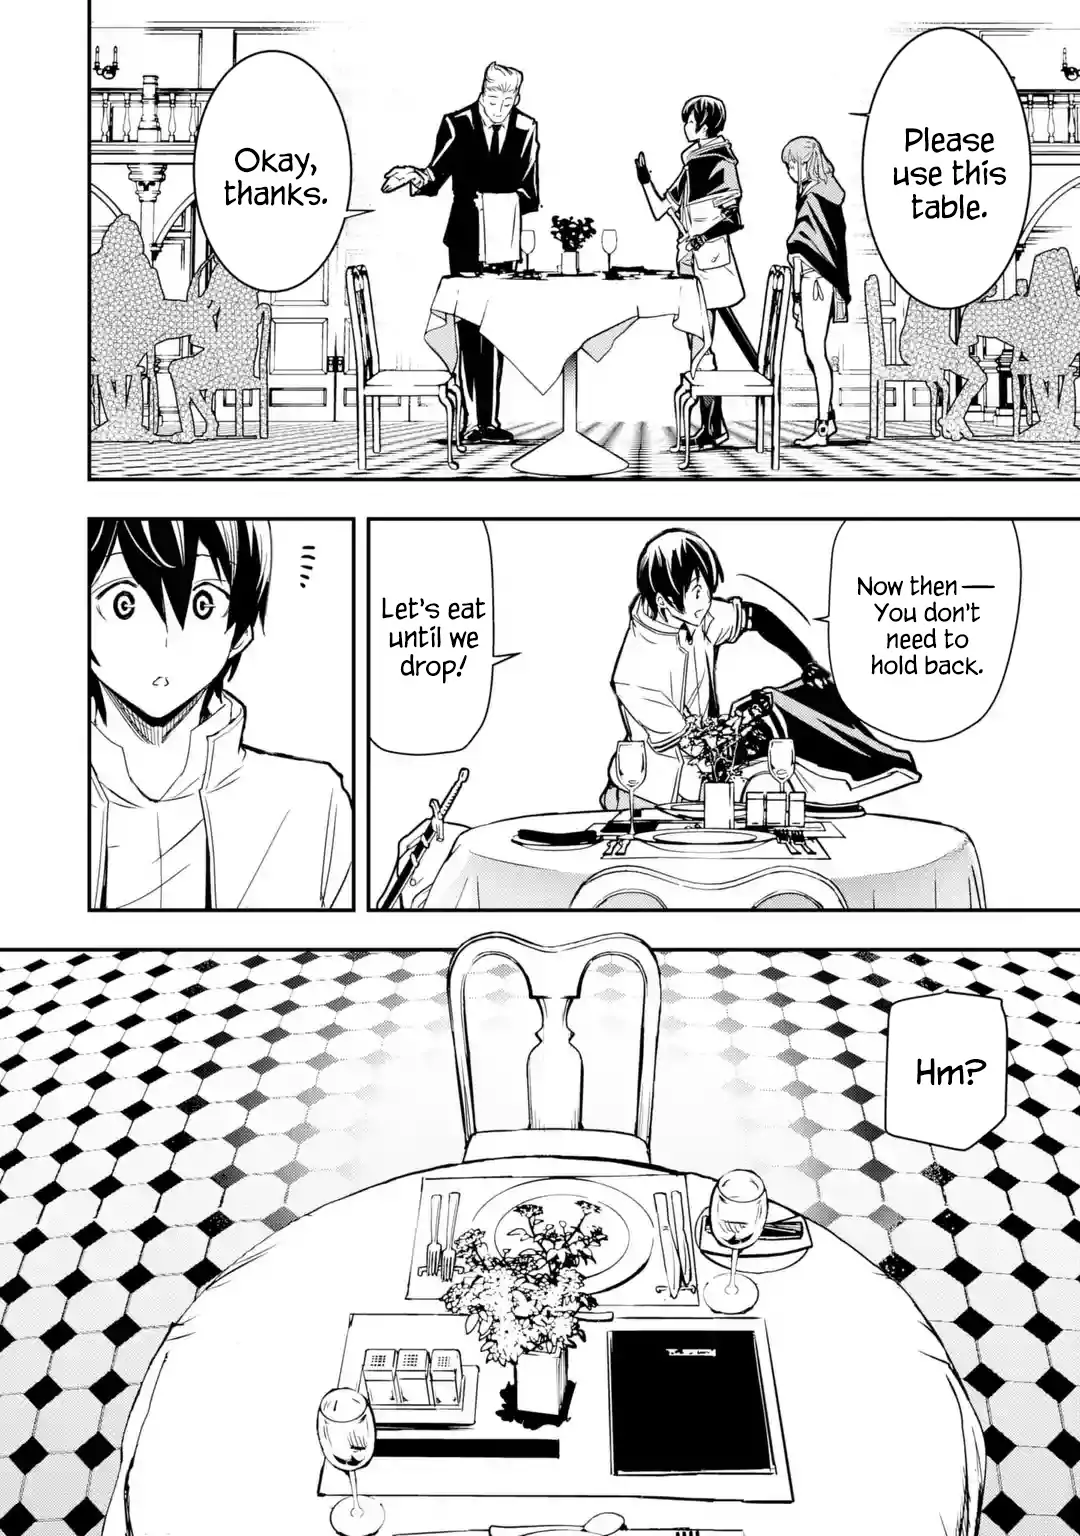 Please
use this
table.
Okay,
thanks.
Now then —
You don't
need to
hold back.
Let's eat
until we
drop!
Hm?